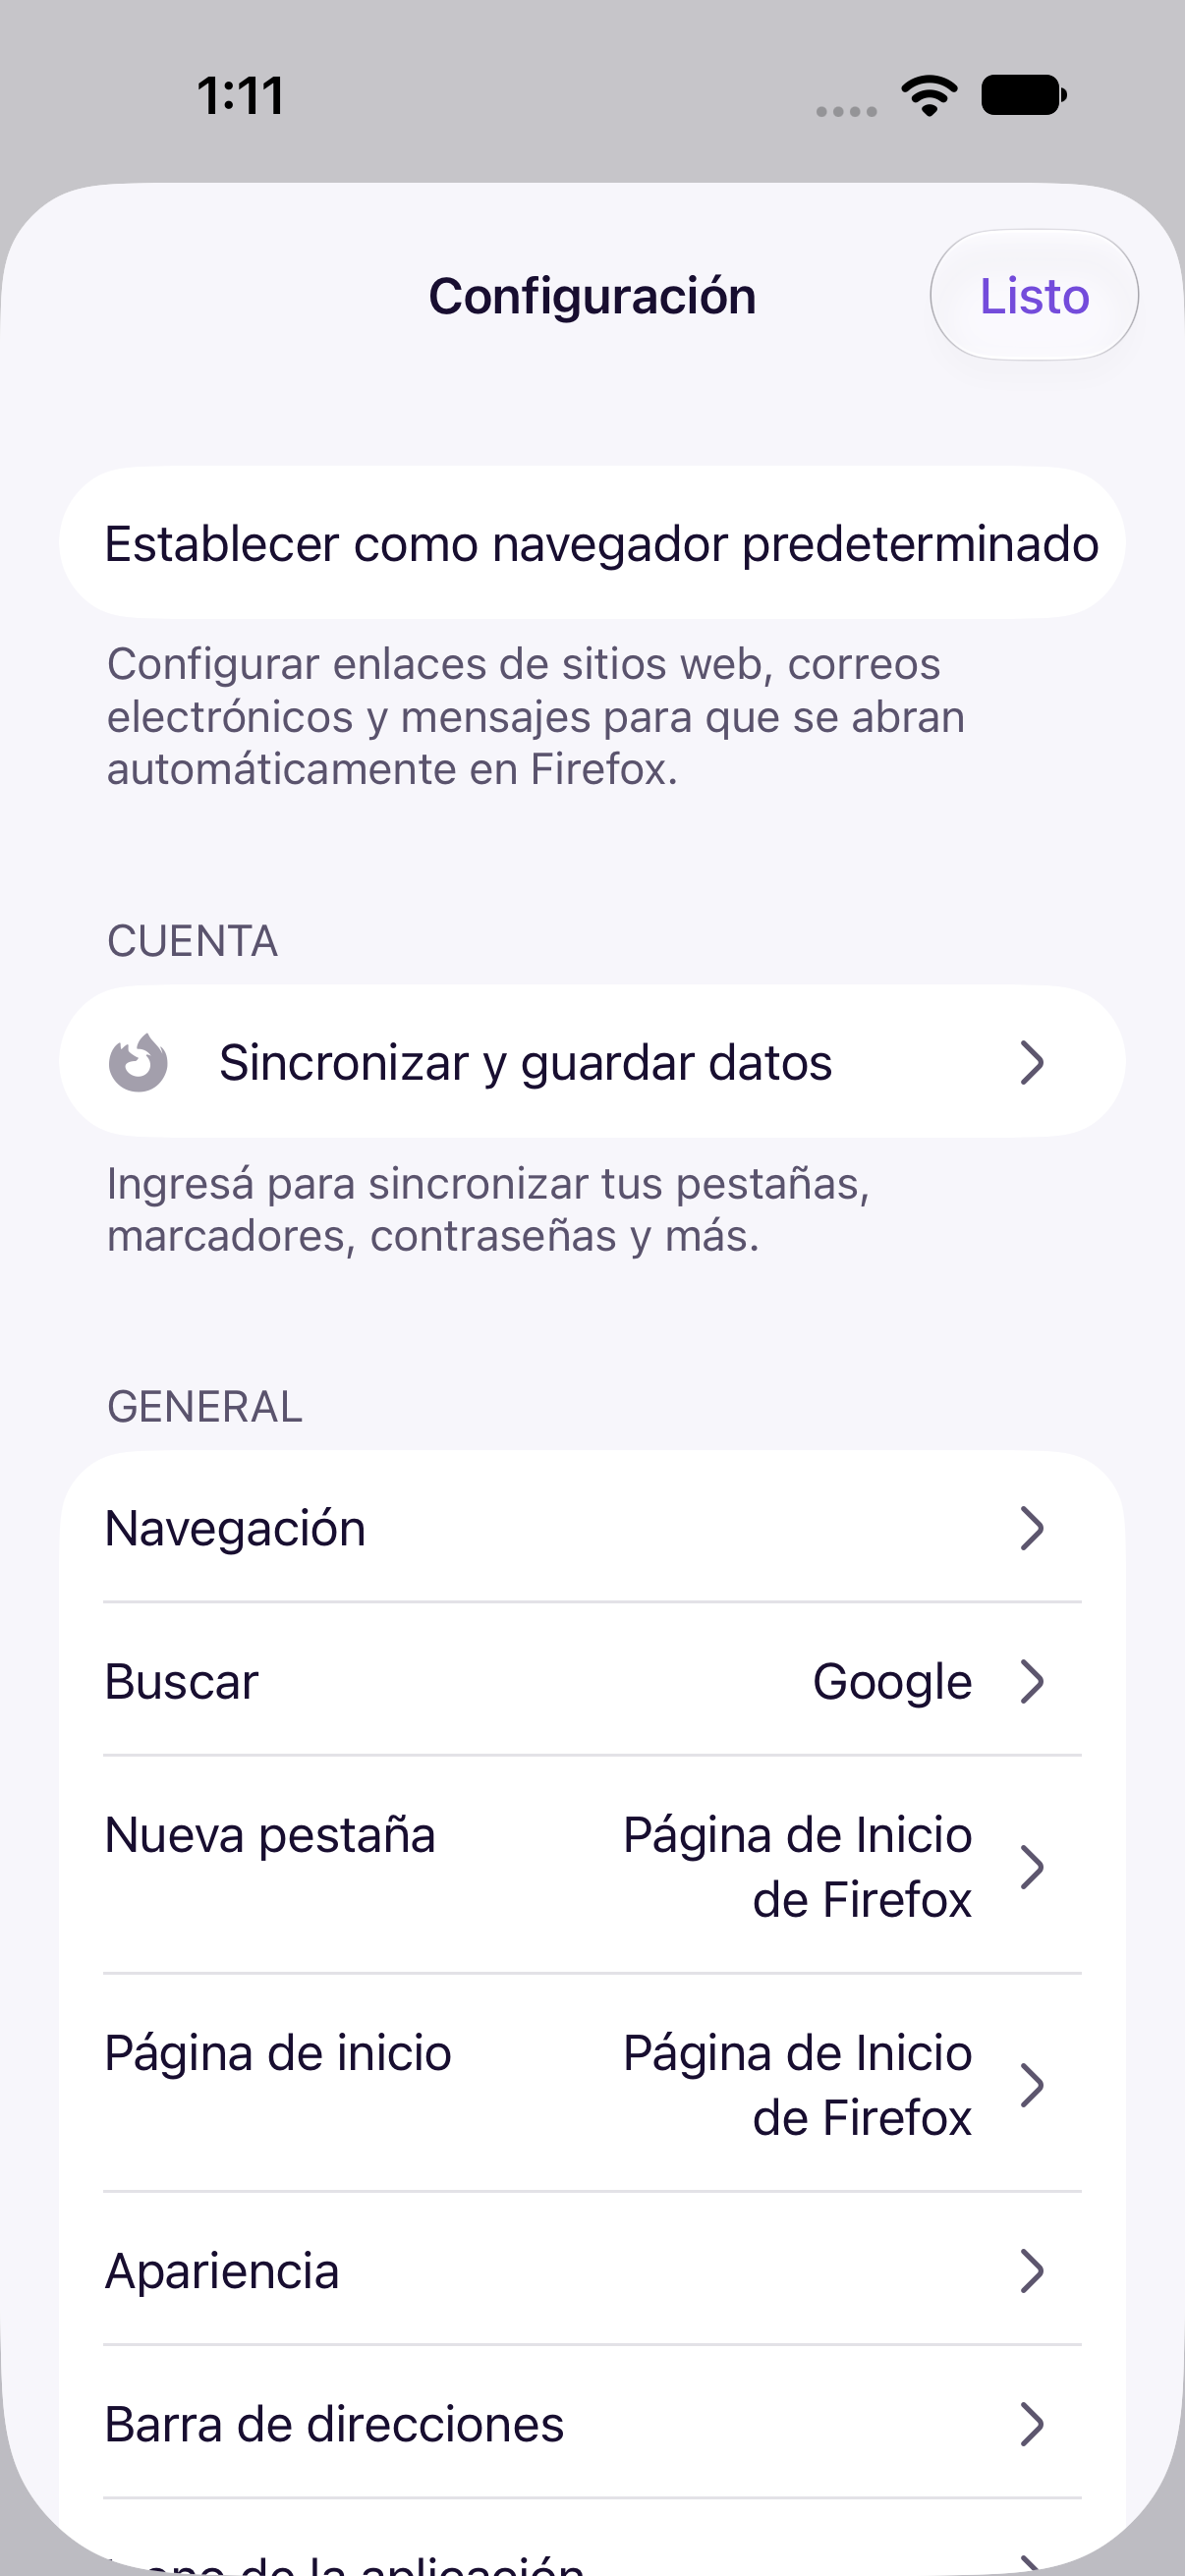 1:11
Configuración
Listo
Establecer como navegador predeterminado
Configurar enlaces de sitios web, correos
electrónicos y mensajes para que se abran
automáticamente en Firefox.
CUENTA
Sincronizar y guardar datos
Ingresá para sincronizar tus pestañas,
marcadores, contraseñas y más.
GENERAL
Navegación
Buscar Google
Nueva pestaña Página de Inicio
de Firefox
Página de inicio Página de Inicio
de Firefox
Apariencia
Barra de direcciones
de la aplicación